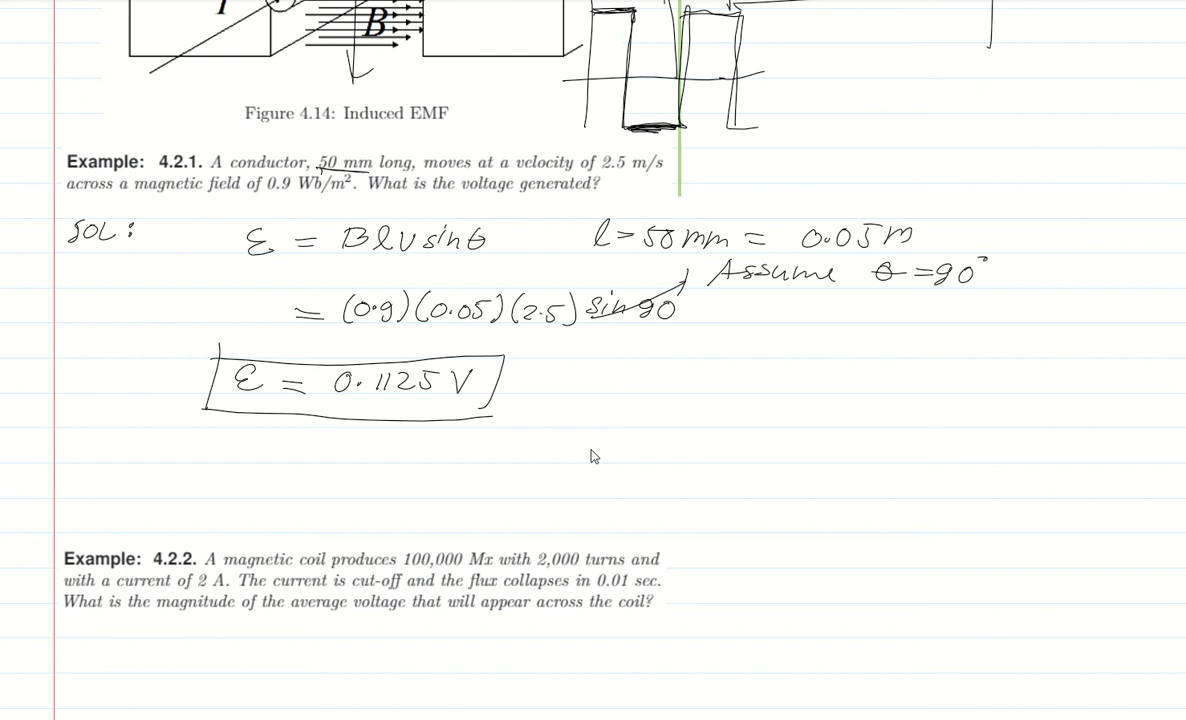 B
Figure 4.14: Induced EMF
Example: 4.2.1. A conductor, 50 mm long, moves at a velocity of 2.5 m/s
across a magnetic field of 0.9 Wb/m². What is the voltage generated?
SOL: ℰ = Blv sinθ l = 50 mm = 0.05 m
Assume θ = 90°
= (0.9)(0.05)(2.5) sin 90
ℰ = 0.1125 V
Example: 4.2.2. A magnetic coil produces 100,000 Mx with 2,000 turns and
with a current of 2 A. The current is cut-off and the flux collapses in 0.01 sec.
What is the magnitude of the average voltage that will appear across the coil?